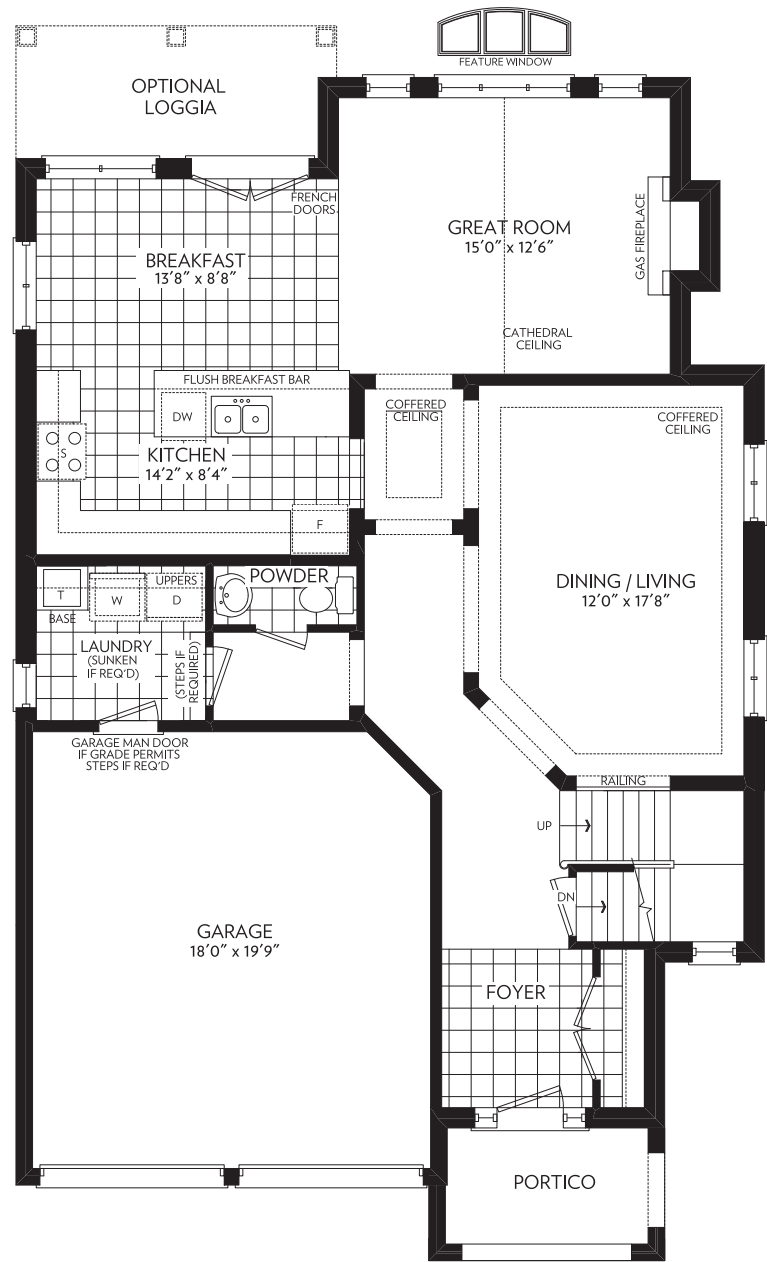 FEATURE WINDOW
OPTIONAL
LOGGIA
FRENCH
DOORS
GREAT ROOM
15'0" x 12'6"
GAS FIREPLACE
BREAKFAST
13'8" x 8'8"
CATHEDRAL
CEILING
FLUSH BREAKFAST BAR
DW
COFFERED
CEILING
COFFERED
CEILING
S
KITCHEN
14'2" x 8'4"
F
POWDER
UPPERS
T
W
D
BASE
DINING / LIVING
12'0" x 17'8"
LAUNDRY
(SUNKEN
IF REQ'D)
(STEPS IF
REQUIRED)
GARAGE MAN DOOR
IF GRADE PERMITS
STEPS IF REQ'D
RAILING
UP
DN
GARAGE
18'0" x 19'9"
FOYER
PORTICO